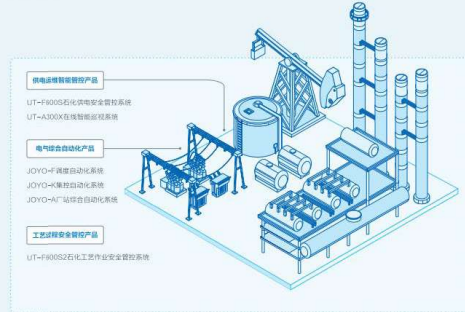 供电运维智能管控产品
UT-F600S石化供电安全管控系统
UT-A300X在线智能巡视系统
电气综合自动化产品
JOYO-F调度自动化系统
JOYO-K集控自动化系统
JOYO-A厂站综合自动化系统
工艺过程安全管控产品
UT-F600S2石化工艺作业安全管控系统